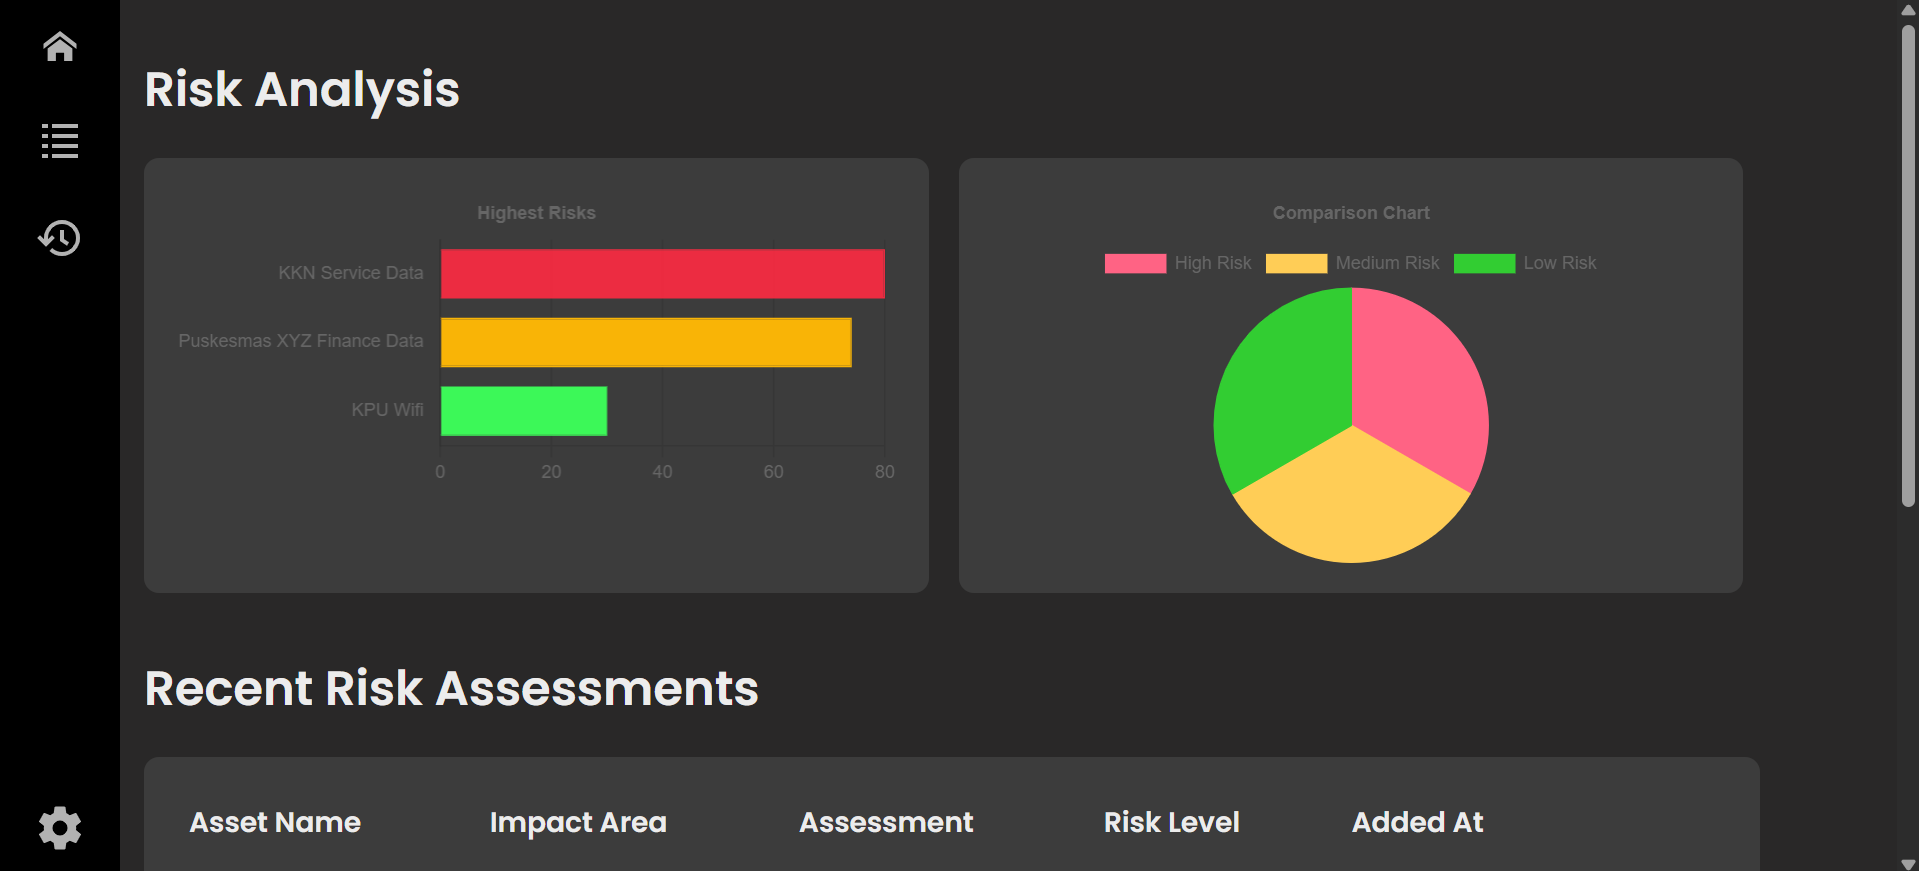 Risk Analysis
Highest Risks
KKN Service Data
Puskesmas XYZ Finance Data
KPU Wifi
0 20 40 60 80
Comparison Chart
High Risk Medium Risk Low Risk
Recent Risk Assessments
Asset Name Impact Area Assessment Risk Level Added At